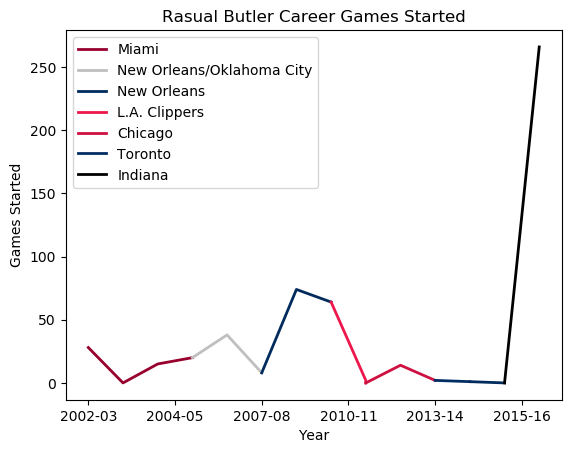 Rasual Butler Career Games Started
Miami
New Orleans/Oklahoma City
New Orleans
L.A. Clippers
Chicago
Toronto
Indiana
250
200
150
100
50
0
Games Started
2002-03 2004-05 2007-08 2010-11 2013-14 2015-16
Year